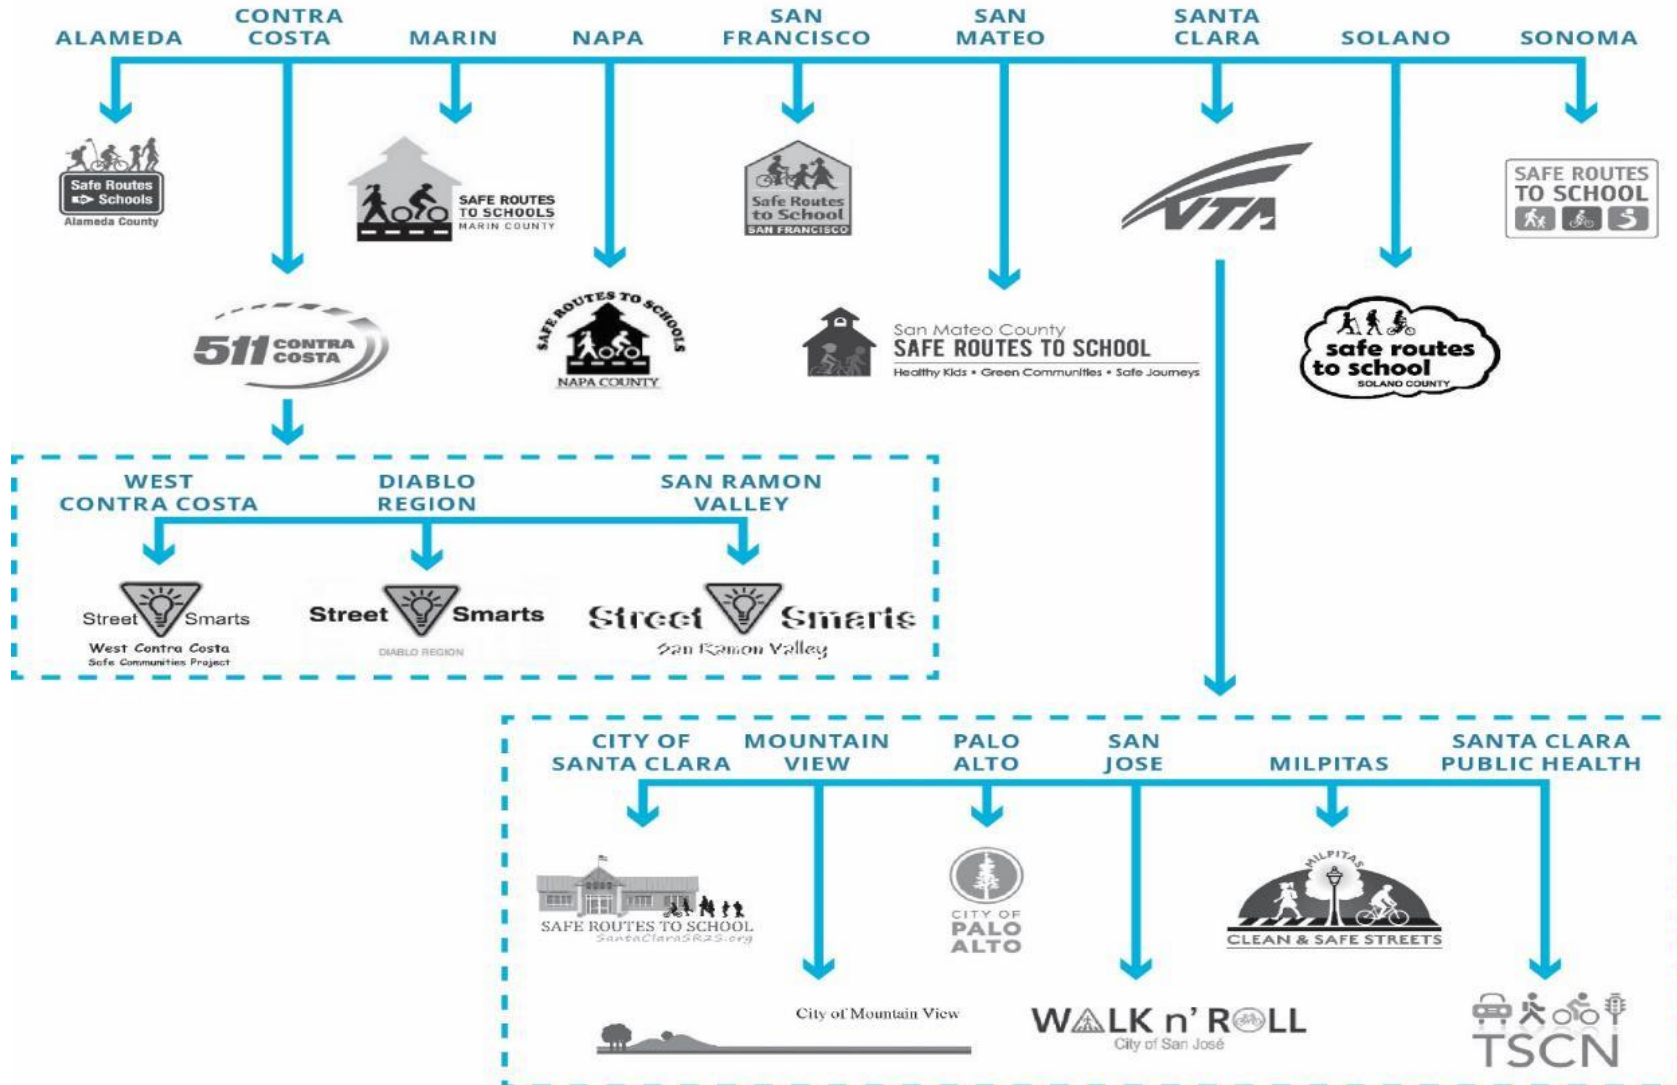 ALAMEDA
CONTRA
COSTA
MARIN
NAPA
SAN
FRANCISCO
SAN
MATEO
SANTA
CLARA
SOLANO
SONOMA
Safe Routes
Schools
Alameda County
SAFE ROUTES
TO SCHOOLS
MARIN COUNTY
Safe Routes
to School
SAN FRANCISCO
VTA
SAFE ROUTES
TO SCHOOL
511 CONTRA
COSTA
SAFE ROUTES TO SCHOOLS
NAPA COUNTY
San Mateo County
SAFE ROUTES TO SCHOOL
Healthy Kids • Green Communities • Safe Journeys
safe routes
to school
SOLANO COUNTY
WEST
CONTRA COSTA
DIABLO
REGION
SAN RAMON
VALLEY
Street Smarts
West Contra Costa
Safe Communities Project
Street Smarts
DIABLO REGION
Street Smarts
San Ramon Valley
CITY OF
SANTA CLARA
MOUNTAIN
VIEW
PALO
ALTO
SAN
JOSE
MILPITAS
SANTA CLARA
PUBLIC HEALTH
SAFE ROUTES TO SCHOOL
SantaClaraSR2S.org
CITY OF
PALO
ALTO
MILPITAS
CLEAN & SAFE STREETS
City of Mountain View
WALK n' ROLL
City of San José
TSCN